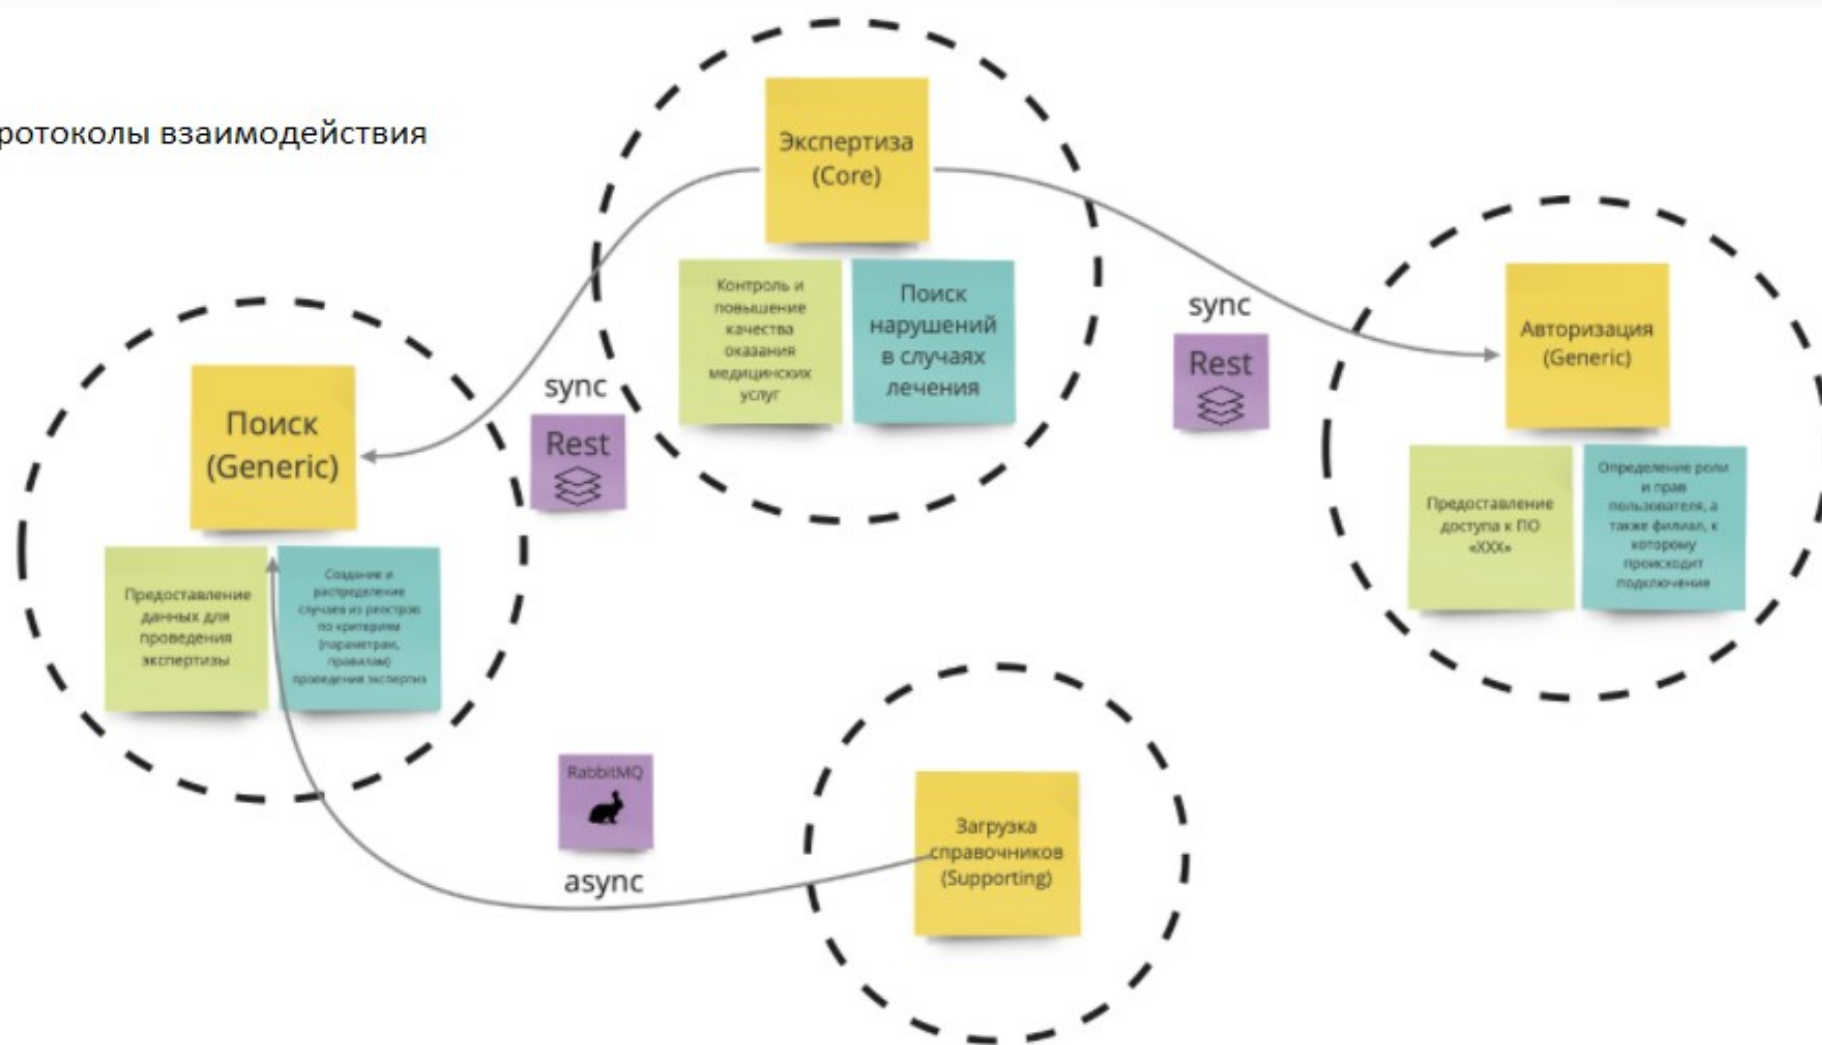 ротоколы взаимодействия
Экспертиза
(Core)
Контроль и
повышение
качества
оказания
медицинских
услуг
Поиск
нарушений
в случаях
лечения
sync
Rest
Авторизация
(Generic)
Предоставление
доступа к ПО
«XXX»
Определение роли
и прав
пользователя, а
также филиал, к
которому
происходит
подключение
sync
Rest
Поиск
(Generic)
Предоставление
данных для
проведения
экспертизы
Создание и
распределение
случаев из реестров
по критериям
(параметрам,
правилам)
проведения экспертиз
RabbitMQ
async
Загрузка
справочников
(Supporting)